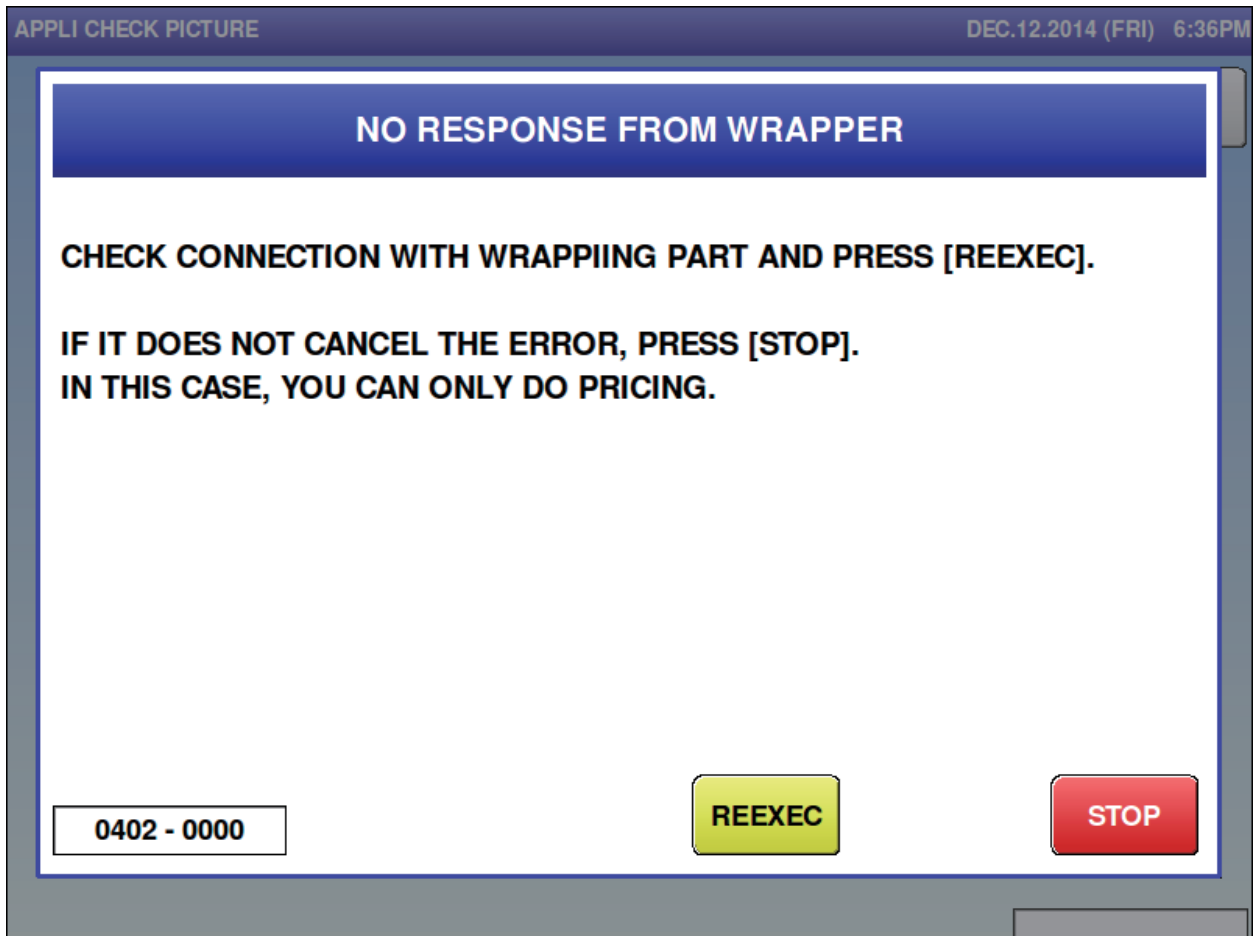 APPLI CHECK PICTURE DEC.12.2014 (FRI) 6:36PM
NO RESPONSE FROM WRAPPER
CHECK CONNECTION WITH WRAPPIING PART AND PRESS [REEXEC].
IF IT DOES NOT CANCEL THE ERROR, PRESS [STOP].
IN THIS CASE, YOU CAN ONLY DO PRICING.
0402 - 0000 REEXEC STOP